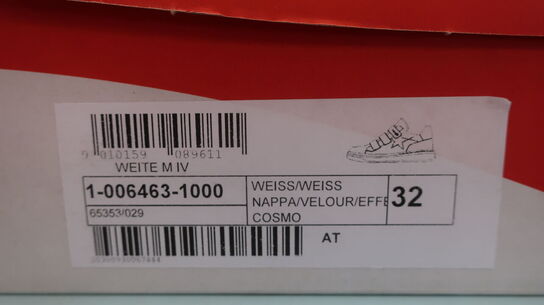 9 010159 089611
WEITE M IV
1-006463-1000
WEISS/WEISS
65353/029
NAPPA/VELOUR/EFFE
32
COSMO
AT